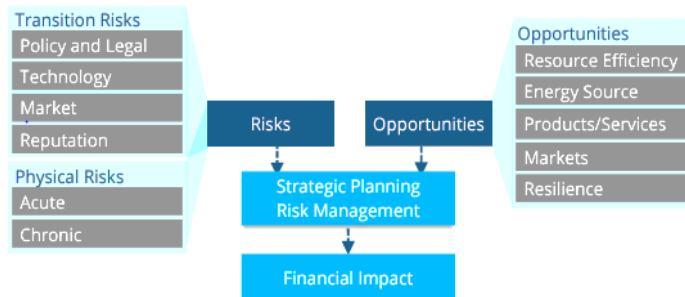 Transition Risks
Policy and Legal
Technology
Market
Reputation
Physical Risks
Acute
Chronic
Risks
Opportunities
Strategic Planning
Risk Management
Financial Impact
Opportunities
Resource Efficiency
Energy Source
Products/Services
Markets
Resilience